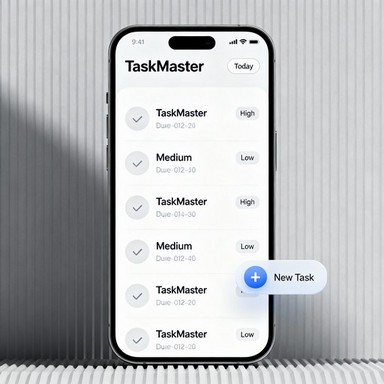 9:41
TaskMaster
Today
TaskMaster
High
Due-012-20
Medium
Low
Due-012-30
TaskMaster
High
Due-014-30
Medium
Low
Due-012-40
TaskMaster
Due-012-20
New Task
TaskMaster
Low
Due-012-20